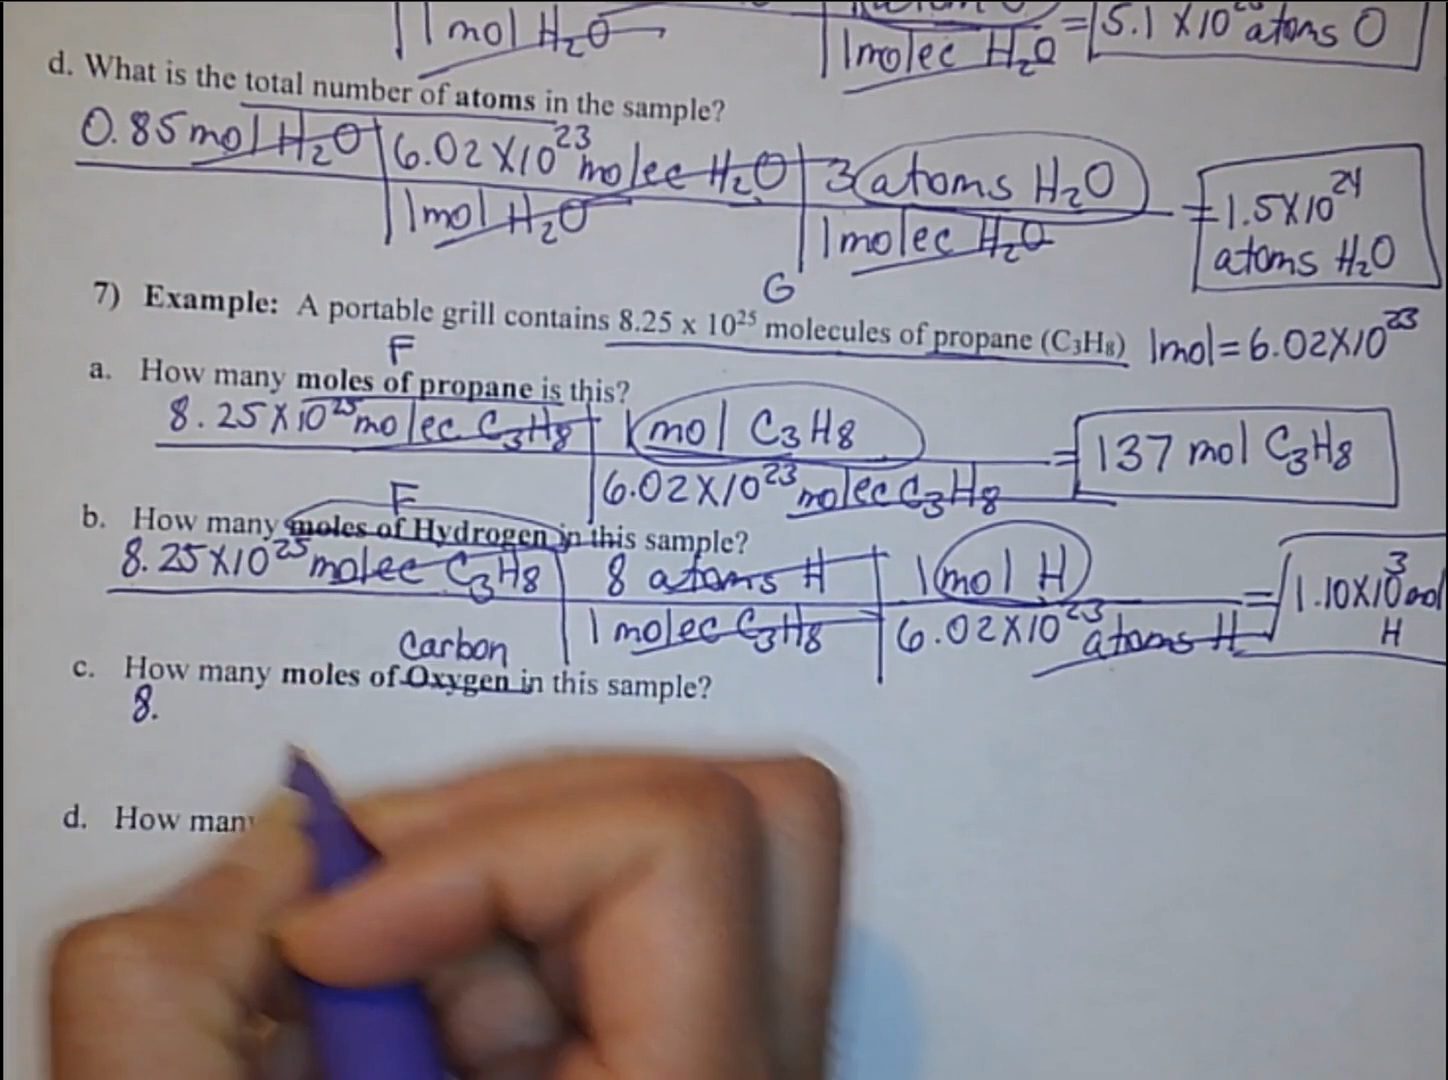 1 mol H₂O
1 molec H₂O = 5.1 X 10 atoms O
d. What is the total number of atoms in the sample?
0.85 mol H₂O 6.02 X 10²³ molec H₂O 3 atoms H₂O = 1.5 X 10²⁴ atoms H₂O
1 mol H₂O 1 molec H₂O
G
7) Example: A portable grill contains 8.25 x 10²⁵ molecules of propane (C₃H₈) 1mol = 6.02 X 10²³
F
a. How many moles of propane is this?
8.25 X 10²⁵ molec C₃H₈ 1 mol C₃H₈ = 137 mol C₃H₈
6.02 X 10²³ molec C₃H₈
F
b. How many moles of Hydrogen in this sample?
8.25 X 10²⁵ molec C₃H₈ 8 atoms H 1 mol H = 1.10 X 10³ mol H
1 molec C₃H₈ 6.02 X 10²³ atoms H
Carbon
c. How many moles of Oxygen in this sample?
8.
d. How many